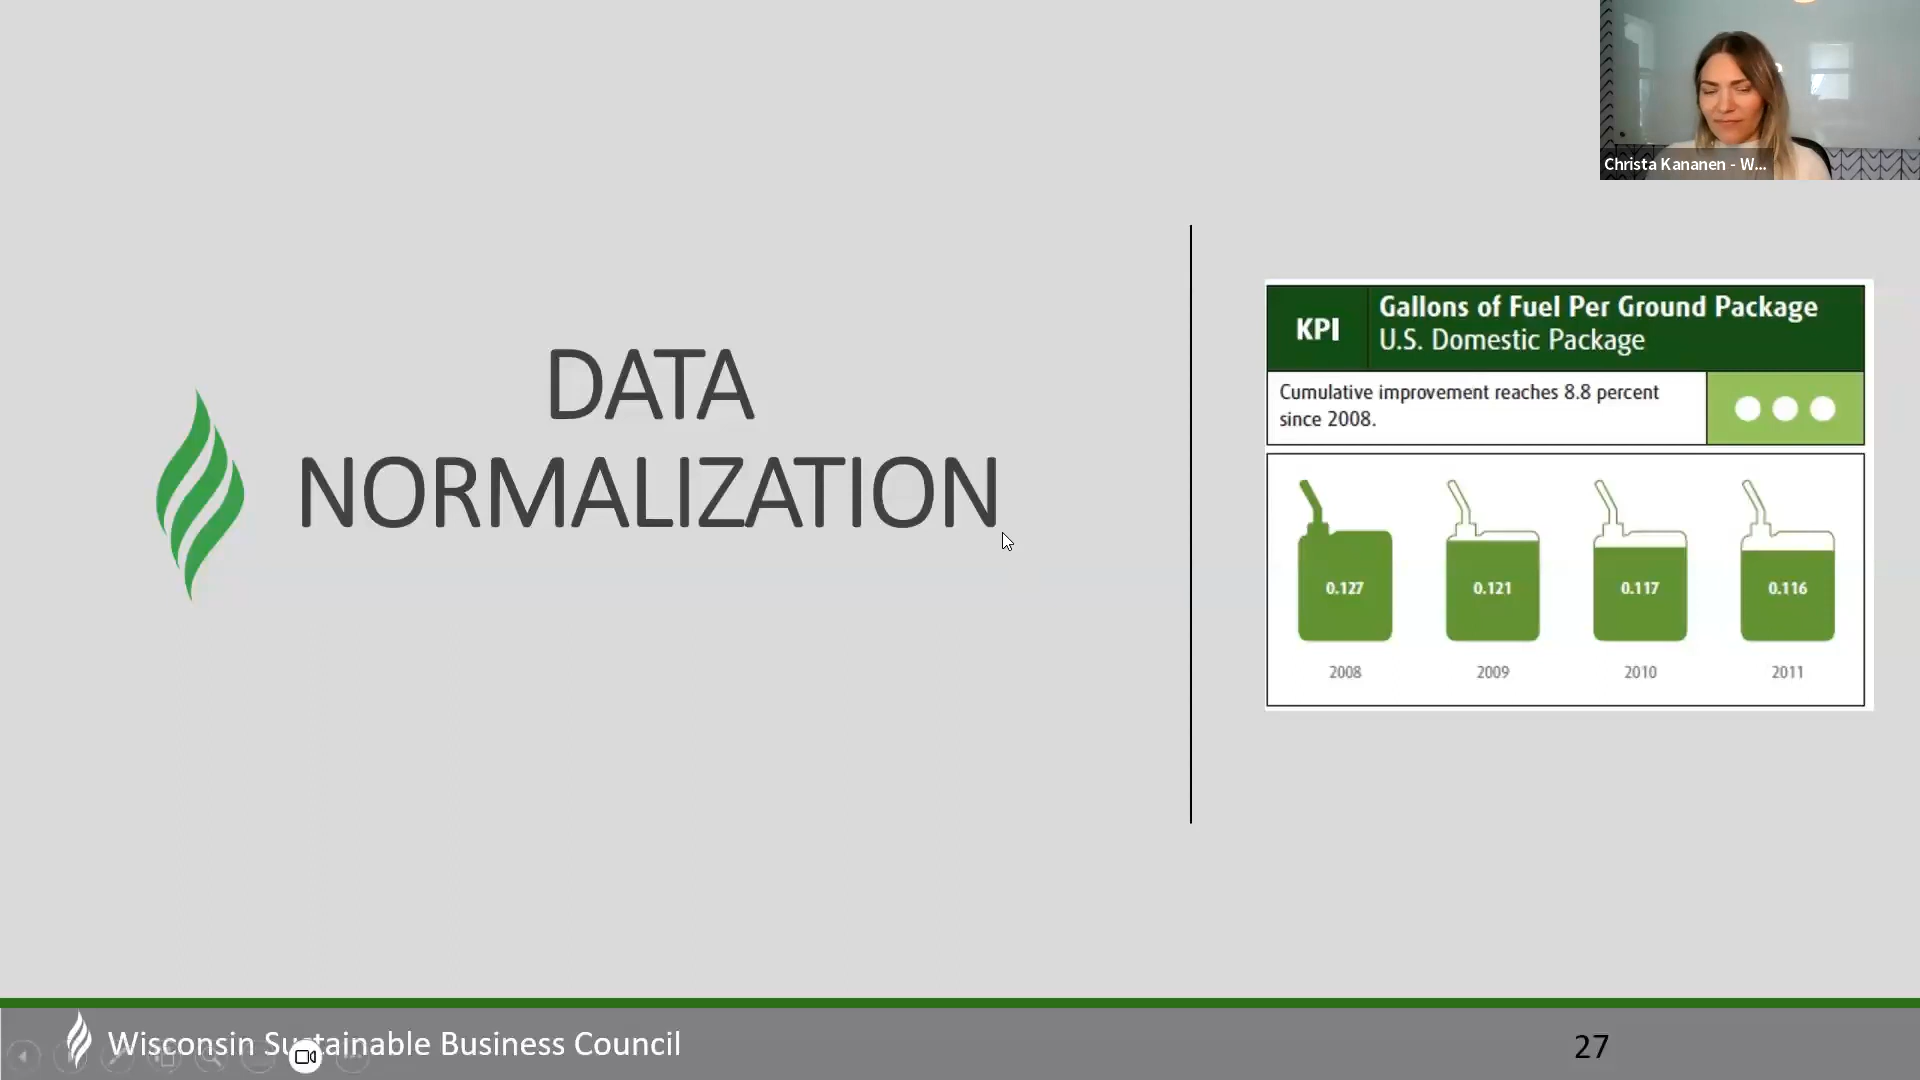 Christa Kananen - W...
DATA
NORMALIZATION
KPI
Gallons of Fuel Per Ground Package
U.S. Domestic Package
Cumulative improvement reaches 8.8 percent
since 2008.
0.127
0.121
0.117
0.116
2008
2009
2010
2011
Wisconsin Sustainable Business Council
27